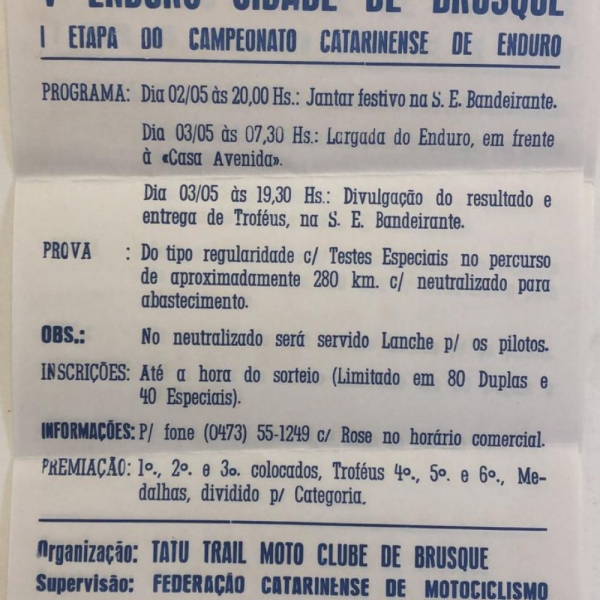 V ENDURO CIDADE DE BRUSQUE
I ETAPA DO CAMPEONATO CATARINENSE DE ENDURO
PROGRAMA: Dia 02/05 às 20,00 Hs.: Jantar festivo na S. E. Bandeirante.
Dia 03/05 às 07,30 Hs.: Largada do Enduro, em frente
à «Casa Avenida».
Dia 03/05 às 19,30 Hs.: Divulgação do resultado e
entrega de Troféus, na S. E. Bandeirante.
PROVA : Do tipo regularidade c/ Testes Especiais no percurso
de aproximadamente 280 km. c/ neutralizado para
abastecimento.
OBS.: No neutralizado será servido Lanche p/ os pilotos.
INSCRIÇÕES: Até a hora do sorteio (Limitado em 80 Duplas e
40 Especiais).
INFORMAÇÕES: P/ fone (0473) 55-1249 c/ Rose no horário comercial.
PREMIAÇÃO: 1º., 2º. e 3º. colocados, Troféus 4º., 5º. e 6º., Me-
dalhas, dividido p/ Categoria.
Organização: TATU TRAIL MOTO CLUBE DE BRUSQUE
Supervisão: FEDERAÇÃO CATARINENSE DE MOTOCICLISMO